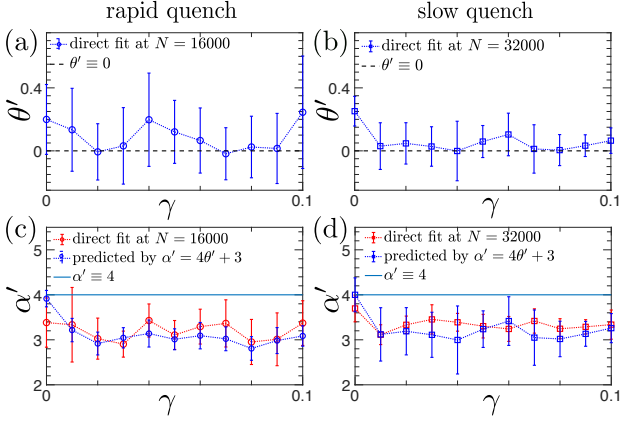 rapid quench
slow quench
(a)
direct fit at N = 16000
θ′ ≡ 0
θ′
0.4
0
0
0.1
γ
(b)
direct fit at N = 32000
θ′ ≡ 0
θ′
0.4
0
0
0.1
γ
(c)
direct fit at N = 16000
predicted by α′ = 4θ′ + 3
α′ ≡ 4
α′
5
4
3
2
0
0.1
γ
(d)
direct fit at N = 32000
predicted by α′ = 4θ′ + 3
α′ ≡ 4
α′
5
4
3
2
0
0.1
γ